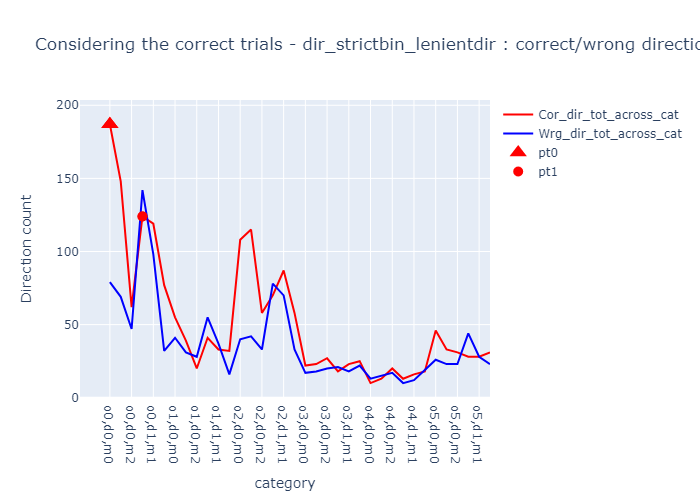 Considering the correct trials - dir_strictbin_lenientdir : correct/wrong directio
Direction count
200
150
100
50
0
o0,d0,m0
o0,d0,m2
o0,d1,m1
o1,d0,m0
o1,d0,m2
o1,d1,m1
o2,d0,m0
o2,d0,m2
o2,d1,m1
o3,d0,m0
o3,d0,m2
o3,d1,m1
o4,d0,m0
o4,d0,m2
o4,d1,m1
o5,d0,m0
o5,d0,m2
o5,d1,m1
category
Cor_dir_tot_across_cat
Wrg_dir_tot_across_cat
pt0
pt1